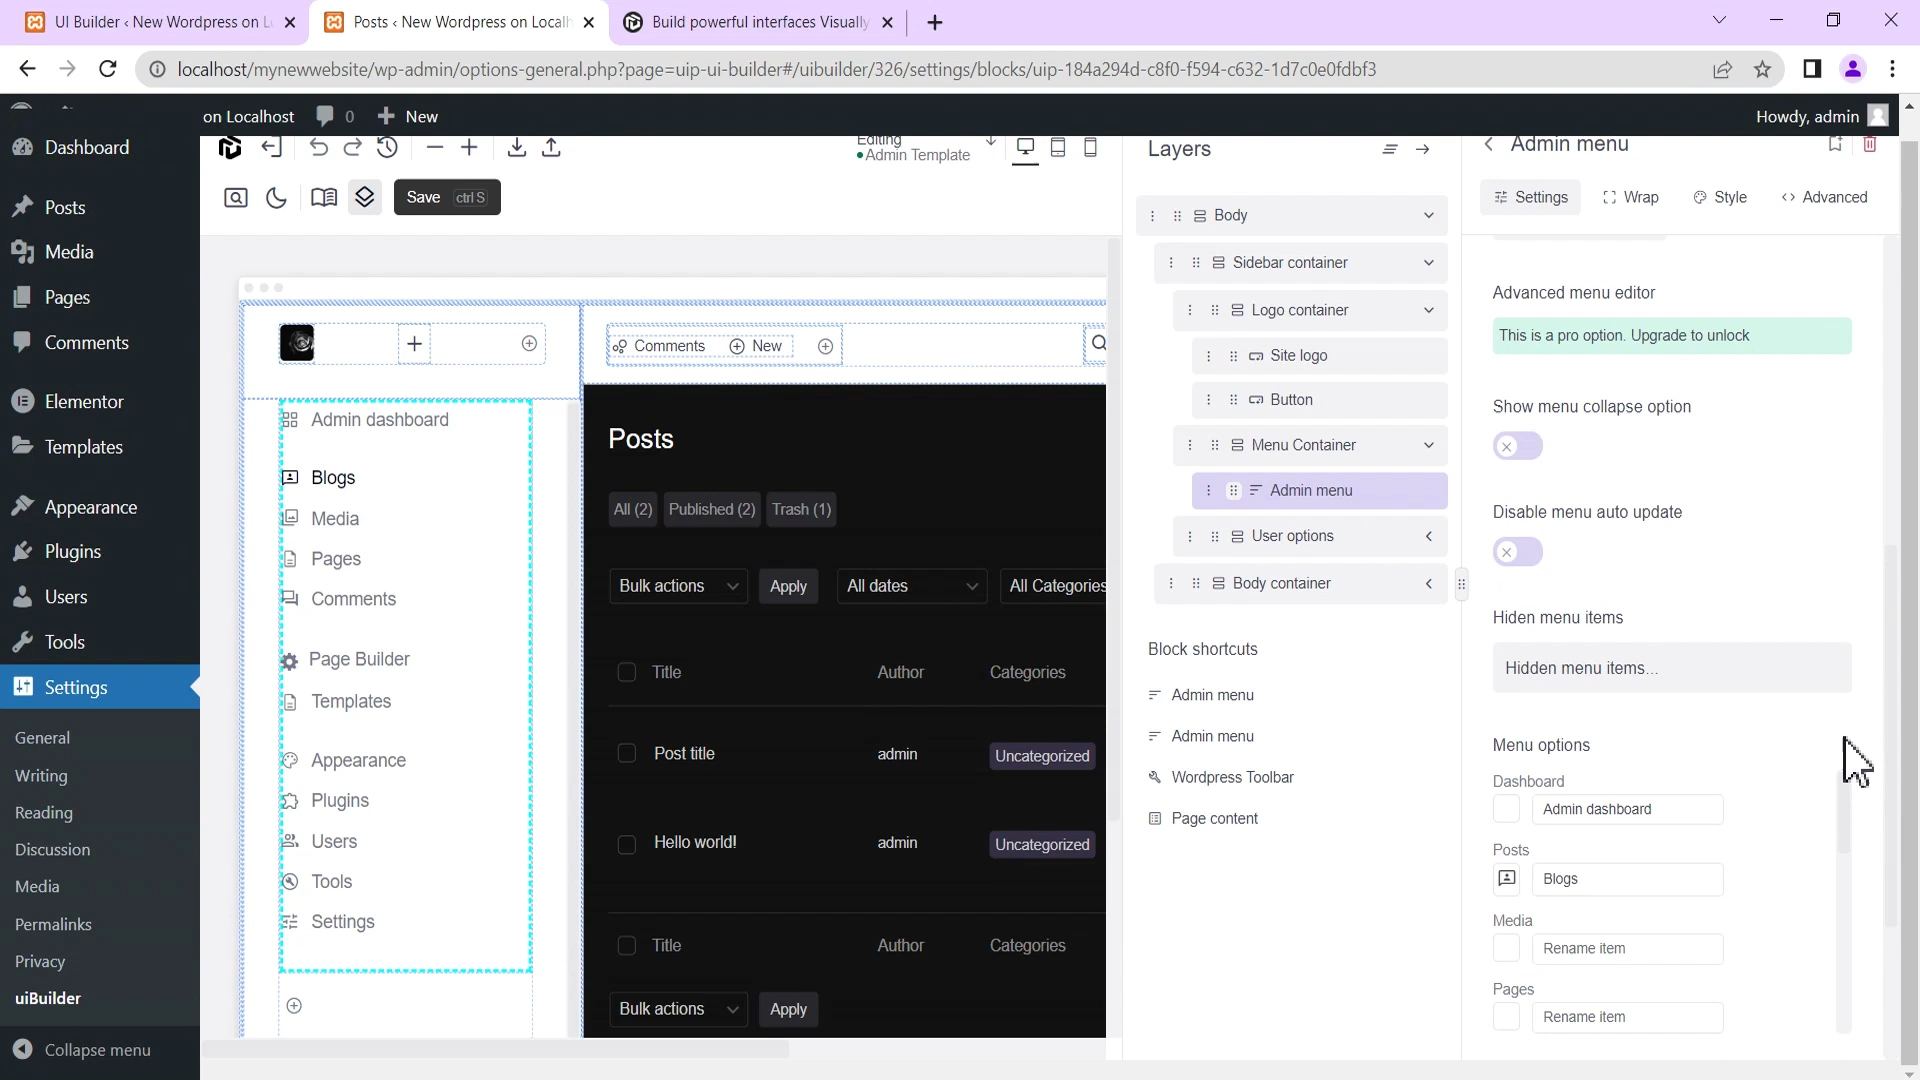 UI Builder ‹ New Wordpress on L
Posts ‹ New Wordpress on Localh
Build powerful interfaces Visually
localhost/mynewwebsite/wp-admin/options-general.php?page=uip-ui-builder#/uibuilder/326/settings/blocks/uip-184a294d-c8f0-f594-c632-1d7c0e0fdbf3
on Localhost
0
New
Howdy, admin
Dashboard
Posts
Media
Pages
Comments
Elementor
Templates
Appearance
Plugins
Users
Tools
Settings
General
Writing
Reading
Discussion
Media
Permalinks
Privacy
uiBuilder
Collapse menu
Editing
Admin Template
Save ctrl S
Comments
New
Admin dashboard
Blogs
Media
Pages
Comments
Page Builder
Templates
Appearance
Plugins
Users
Tools
Settings
Posts
All (2) Published (2) Trash (1)
Bulk actions Apply All dates All Categories
Title Author Categories
Post title admin Uncategorized
Hello world! admin Uncategorized
Title Author Categories
Bulk actions Apply
Layers
Body
Sidebar container
Logo container
Site logo
Button
Menu Container
Admin menu
User options
Body container
Block shortcuts
Admin menu
Admin menu
Wordpress Toolbar
Page content
Admin menu
Settings Wrap Style Advanced
Advanced menu editor
This is a pro option. Upgrade to unlock
Show menu collapse option
Disable menu auto update
Hiden menu items
Hidden menu items...
Menu options
Dashboard
Admin dashboard
Posts
Blogs
Media
Rename item
Pages
Rename item